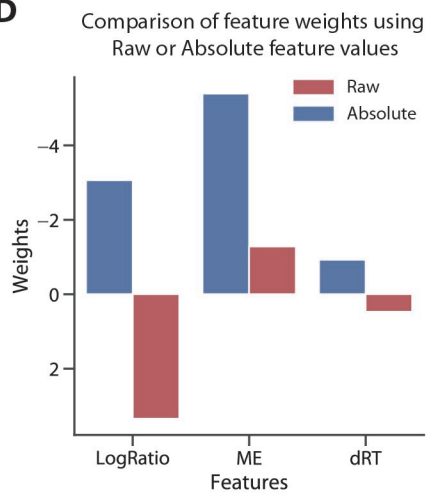 D
Comparison of feature weights using
Raw or Absolute feature values
Raw
Absolute
−4
−2
0
2
Weights
LogRatio ME dRT
Features